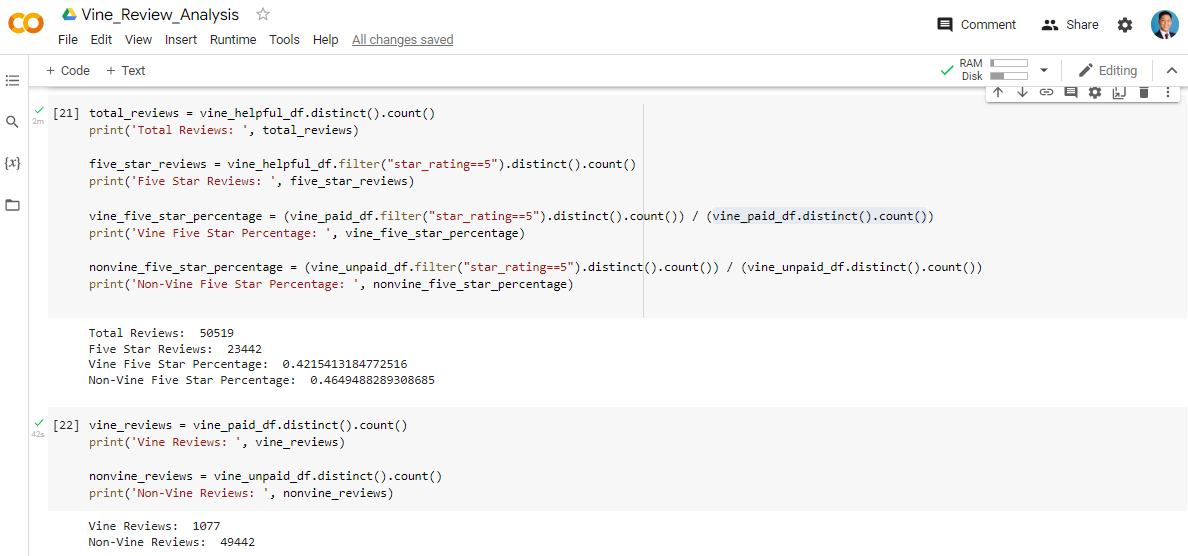 CO Vine_Review_Analysis
File Edit View Insert Runtime Tools Help All changes saved
Comment Share
+ Code + Text
RAM
Disk
Editing
{x}
2m
[21] total_reviews = vine_helpful_df.distinct().count()
print('Total Reviews: ', total_reviews)
five_star_reviews = vine_helpful_df.filter("star_rating==5").distinct().count()
print('Five Star Reviews: ', five_star_reviews)
vine_five_star_percentage = (vine_paid_df.filter("star_rating==5").distinct().count()) / (vine_paid_df.distinct().count())
print('Vine Five Star Percentage: ', vine_five_star_percentage)
nonvine_five_star_percentage = (vine_unpaid_df.filter("star_rating==5").distinct().count()) / (vine_unpaid_df.distinct().count())
print('Non-Vine Five Star Percentage: ', nonvine_five_star_percentage)
Total Reviews:  50519
Five Star Reviews:  23442
Vine Five Star Percentage:  0.4215413184772516
Non-Vine Five Star Percentage:  0.4649488289308685
42s
[22] vine_reviews = vine_paid_df.distinct().count()
print('Vine Reviews: ', vine_reviews)
nonvine_reviews = vine_unpaid_df.distinct().count()
print('Non-Vine Reviews: ', nonvine_reviews)
Vine Reviews:  1077
Non-Vine Reviews:  49442